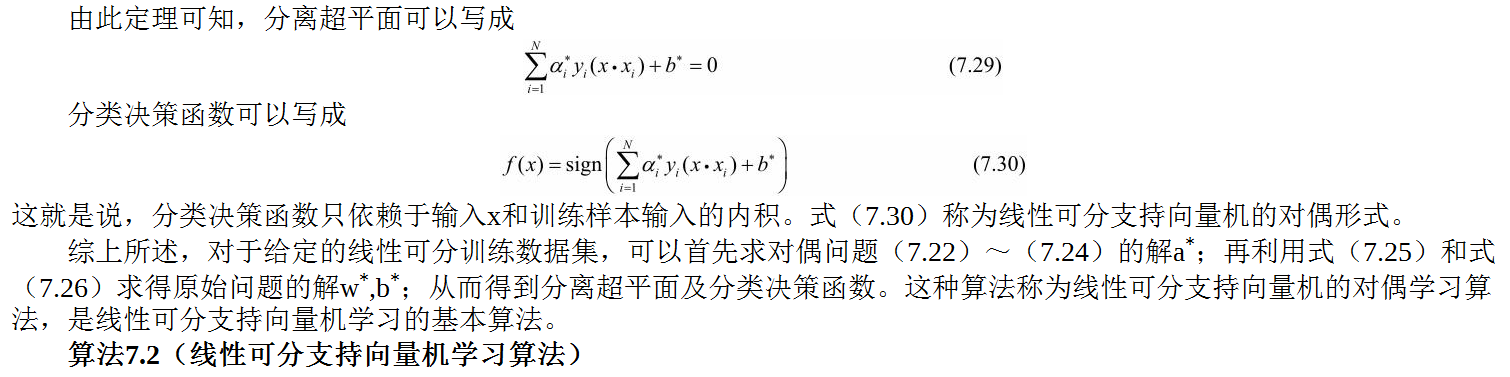 由此定理可知，分离超平面可以写成
$$\sum_{i=1}^{N}\alpha_i^* y_i(x \cdot x_i)+b^*=0 \quad (7.29)$$
分类决策函数可以写成
$$f(x)=\text{sign}\left(\sum_{i=1}^{N}\alpha_i^* y_i(x \cdot x_i)+b^*\right) \quad (7.30)$$
这就是说，分类决策函数只依赖于输入x和训练样本输入的内积。式（7.30）称为线性可分支持向量机的对偶形式。
综上所述，对于给定的线性可分训练数据集，可以首先求对偶问题（7.22）～（7.24）的解a*；再利用式（7.25）和式
（7.26）求得原始问题的解w*,b*；从而得到分离超平面及分类决策函数。这种算法称为线性可分支持向量机的对偶学习算
法，是线性可分支持向量机学习的基本算法。
算法7.2（线性可分支持向量机学习算法）